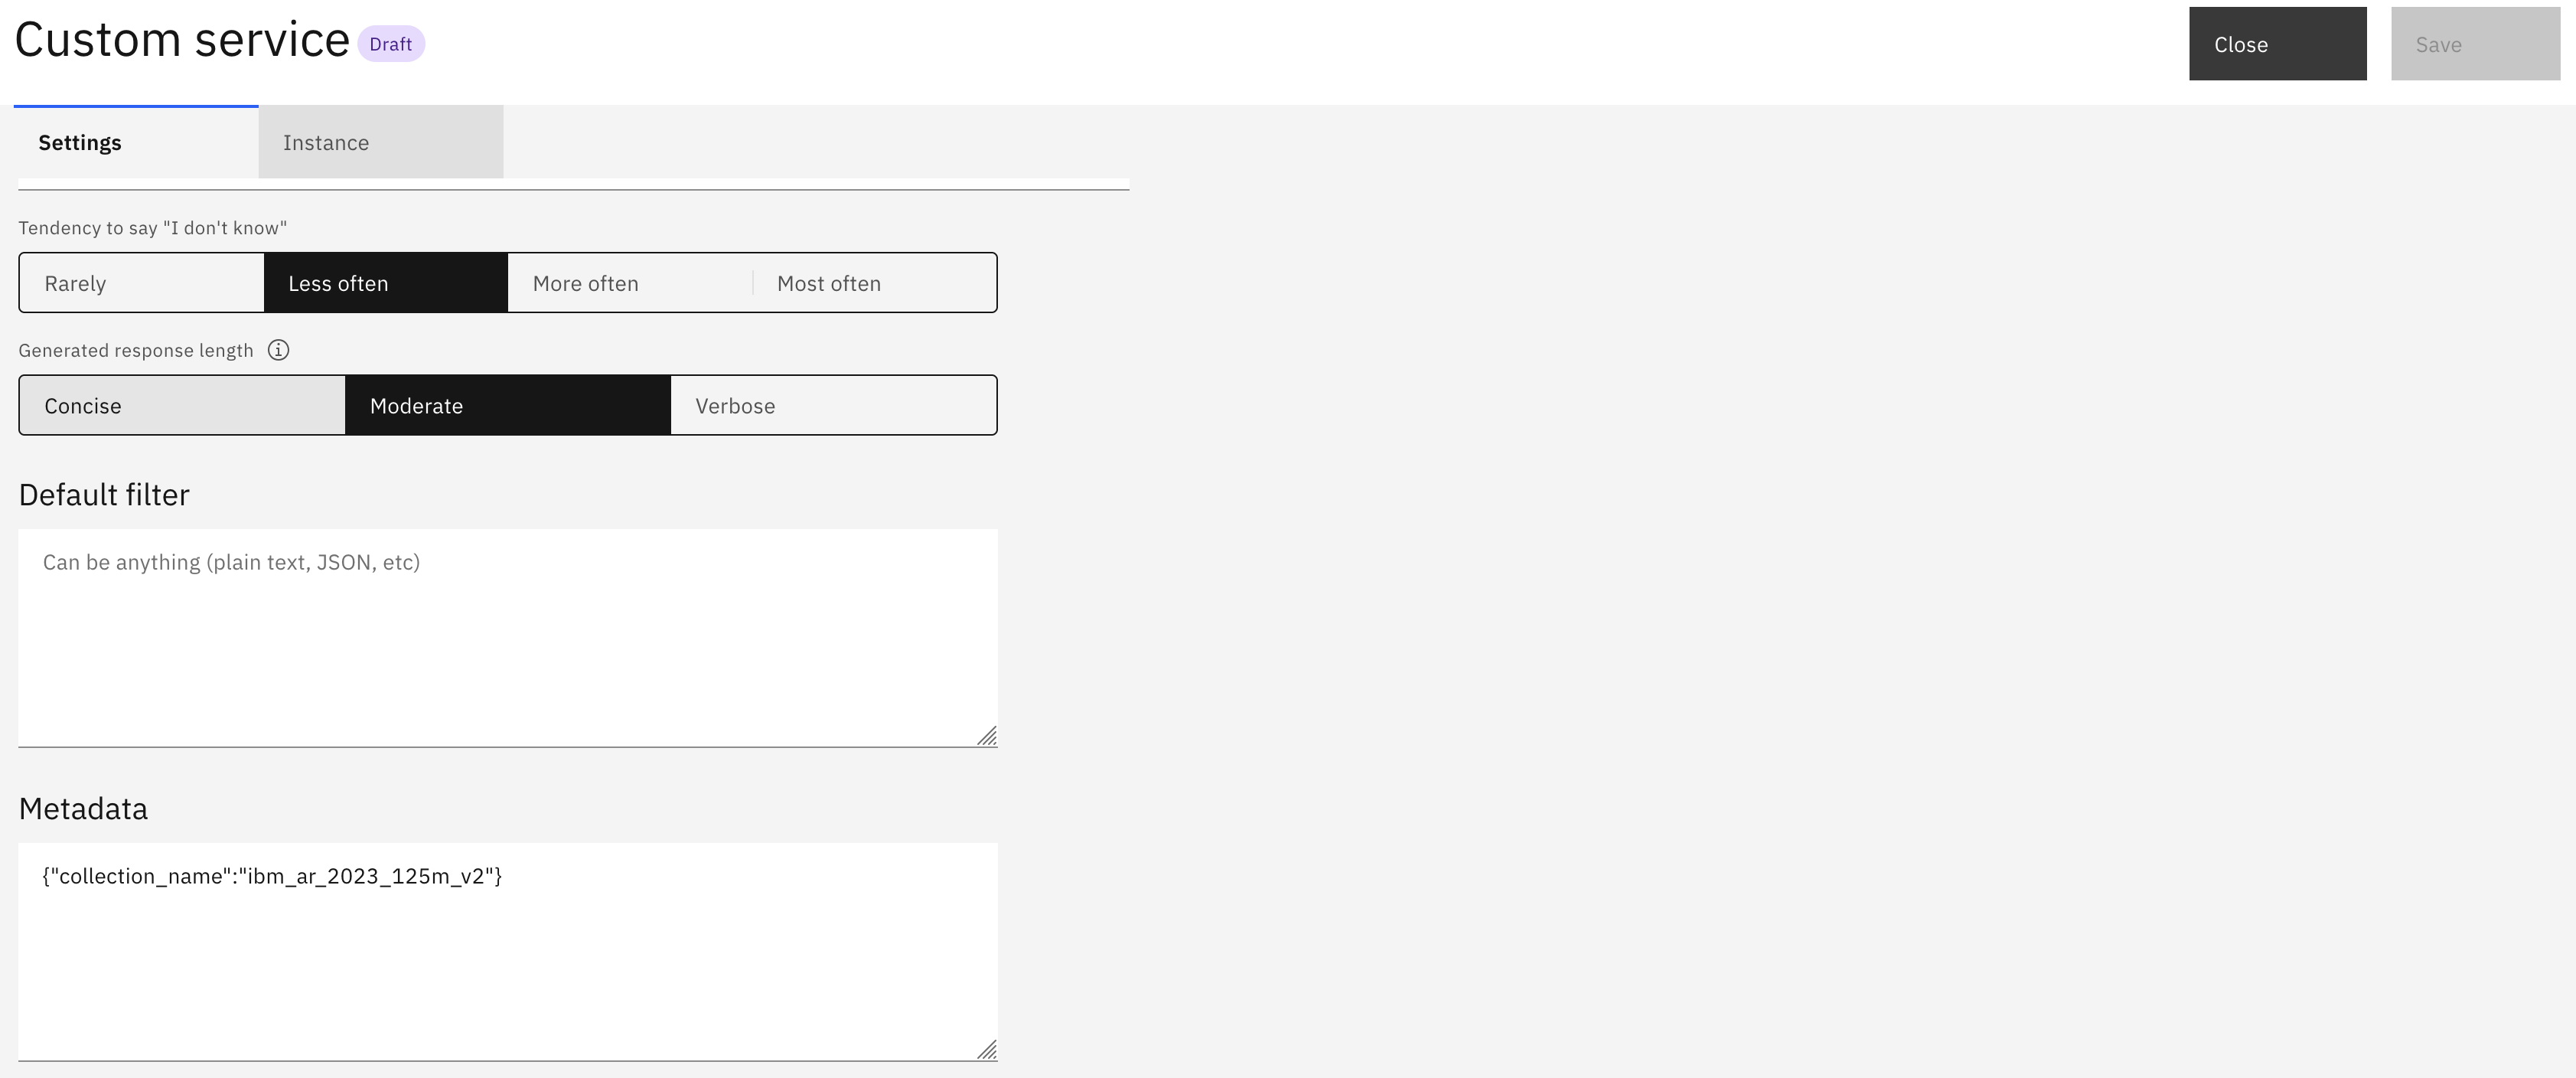 Custom service Draft
Close Save
Settings Instance
Tendency to say "I don't know"
Rarely Less often More often Most often
Generated response length
Concise Moderate Verbose
Default filter
Can be anything (plain text, JSON, etc)
Metadata
{"collection_name":"ibm_ar_2023_125m_v2"}